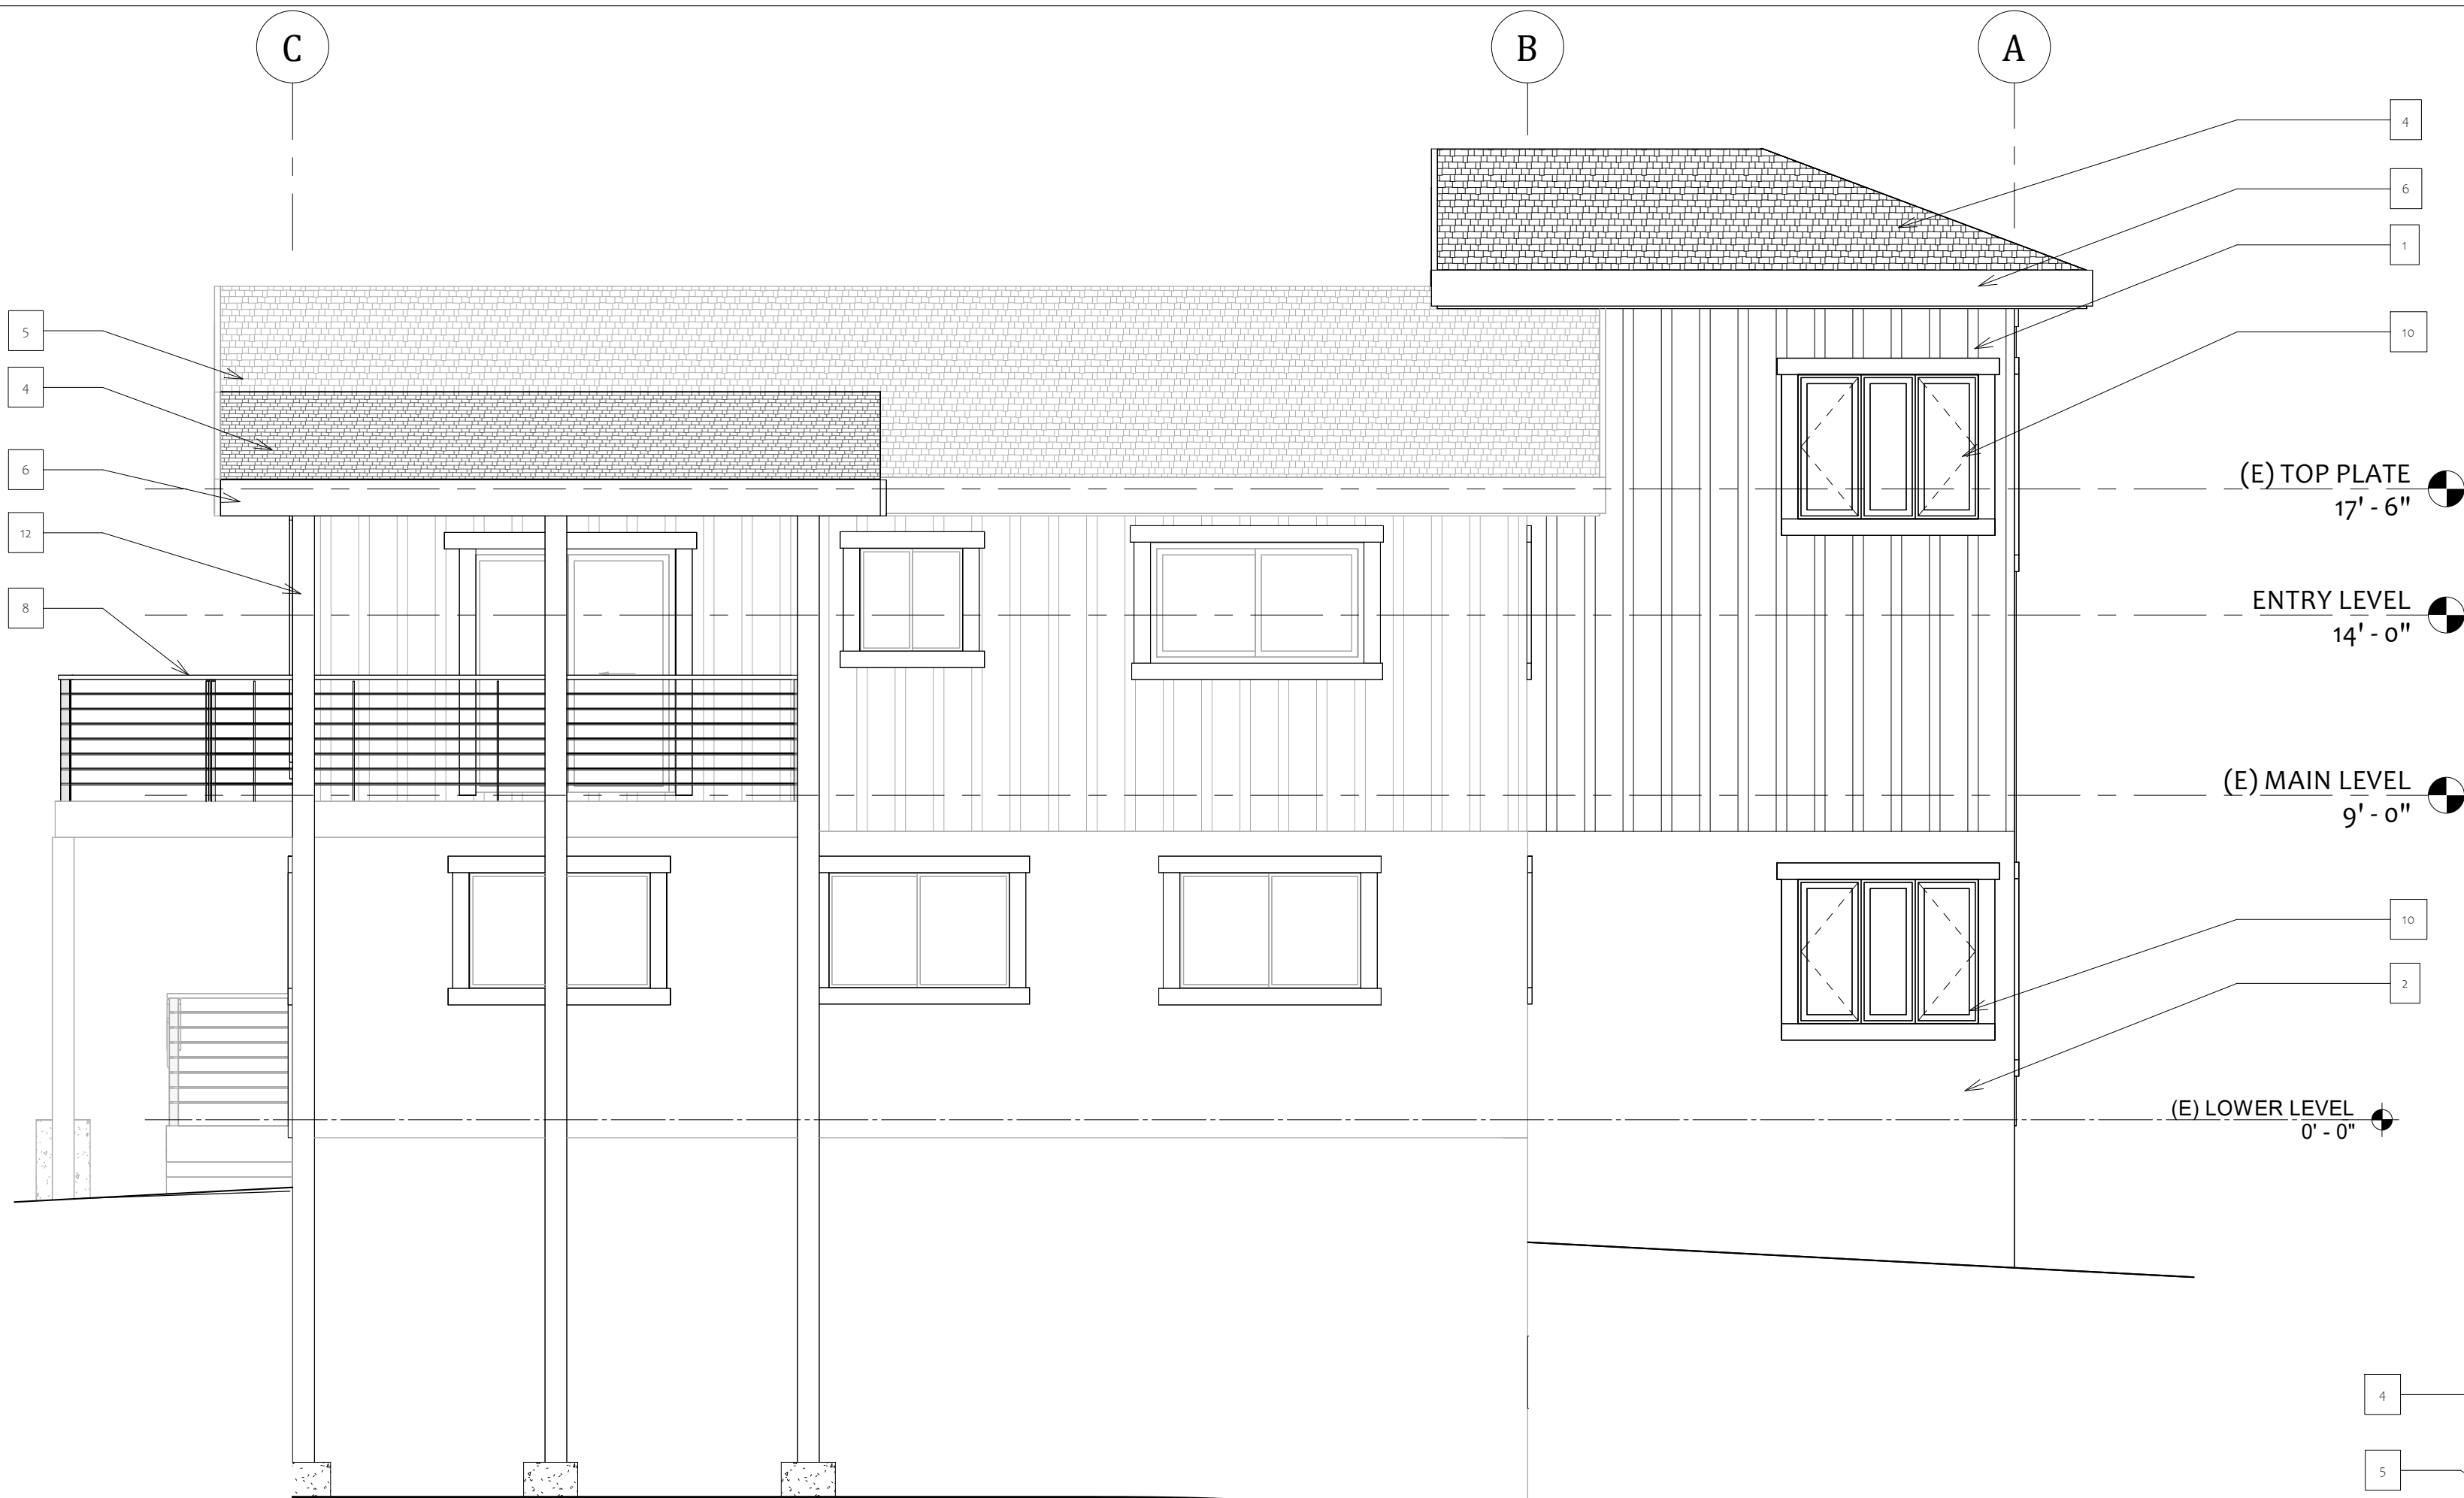 C
B
A
4
6
1
10
5
4
6
12
8
(E) TOP PLATE
17' - 6"
ENTRY LEVEL
14' - 0"
(E) MAIN LEVEL
9' - 0"
10
2
(E) LOWER LEVEL
0' - 0"
4
5